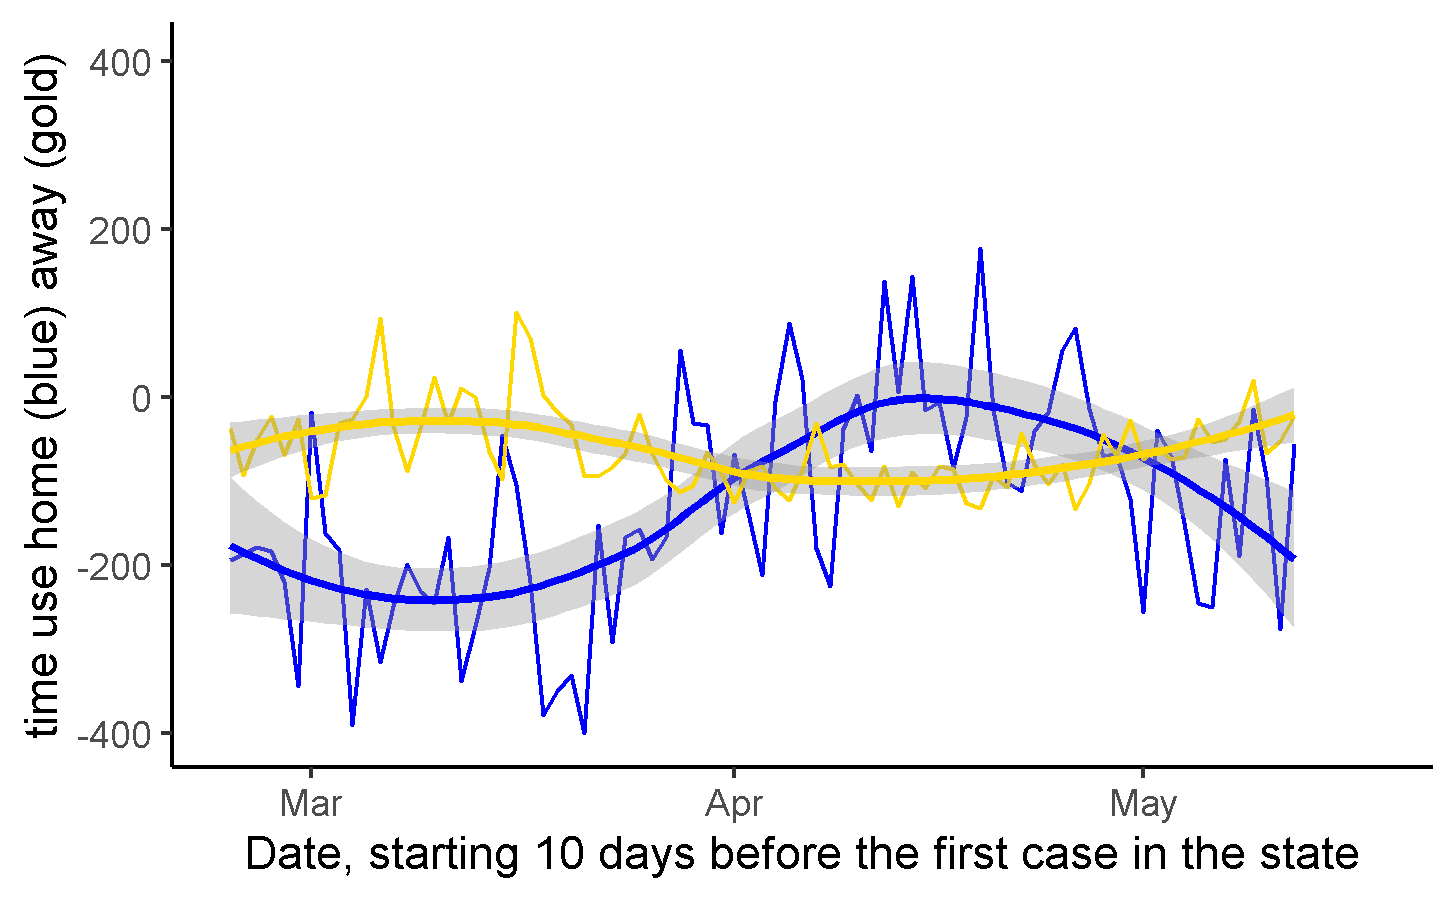 time use home (blue) away (gold)
400
200
0
-200
-400
Mar
Apr
May
Date, starting 10 days before the first case in the state